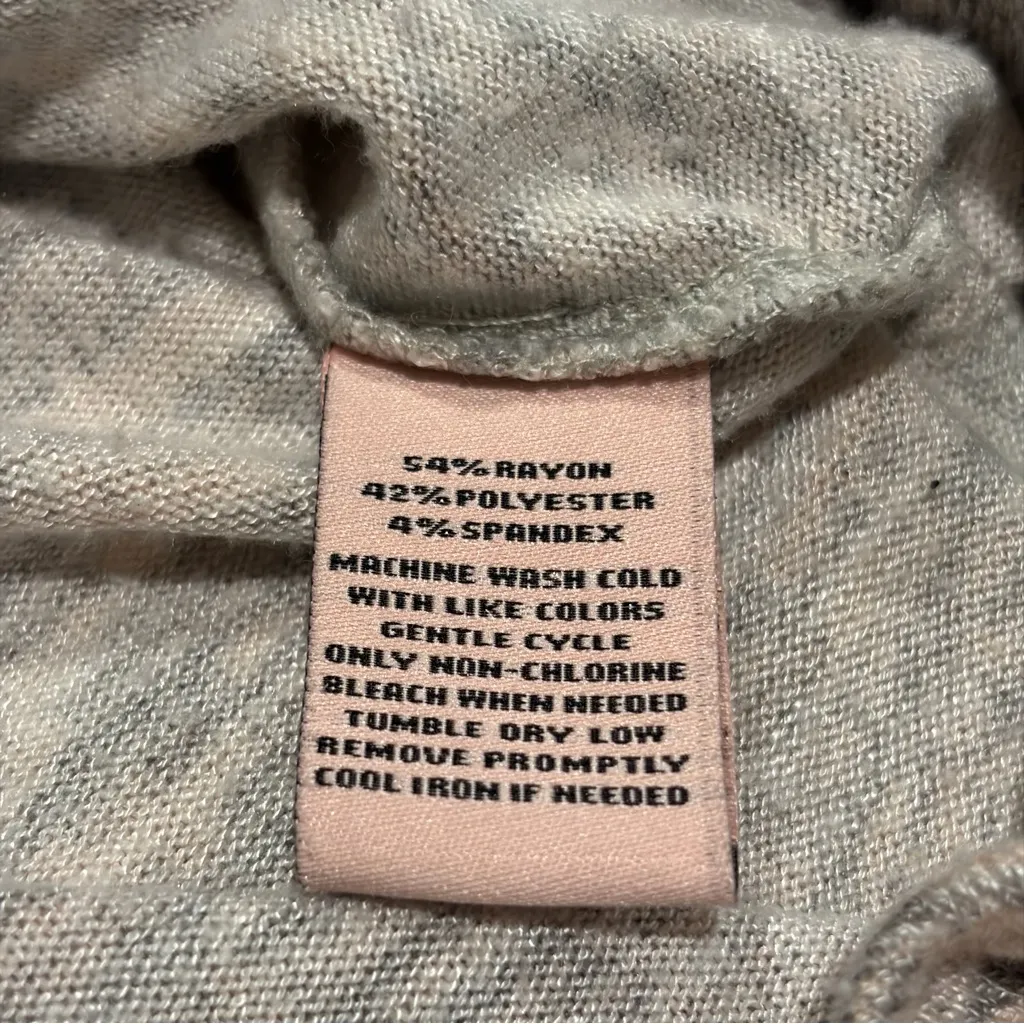 54% RAYON
42% POLYESTER
4% SPANDEX
MACHINE WASH COLD
WITH LIKE COLORS
GENTLE CYCLE
ONLY NON-CHLORINE
BLEACH WHEN NEEDED
TUMBLE DRY LOW
REMOVE PROMPTLY
COOL IRON IF NEEDED